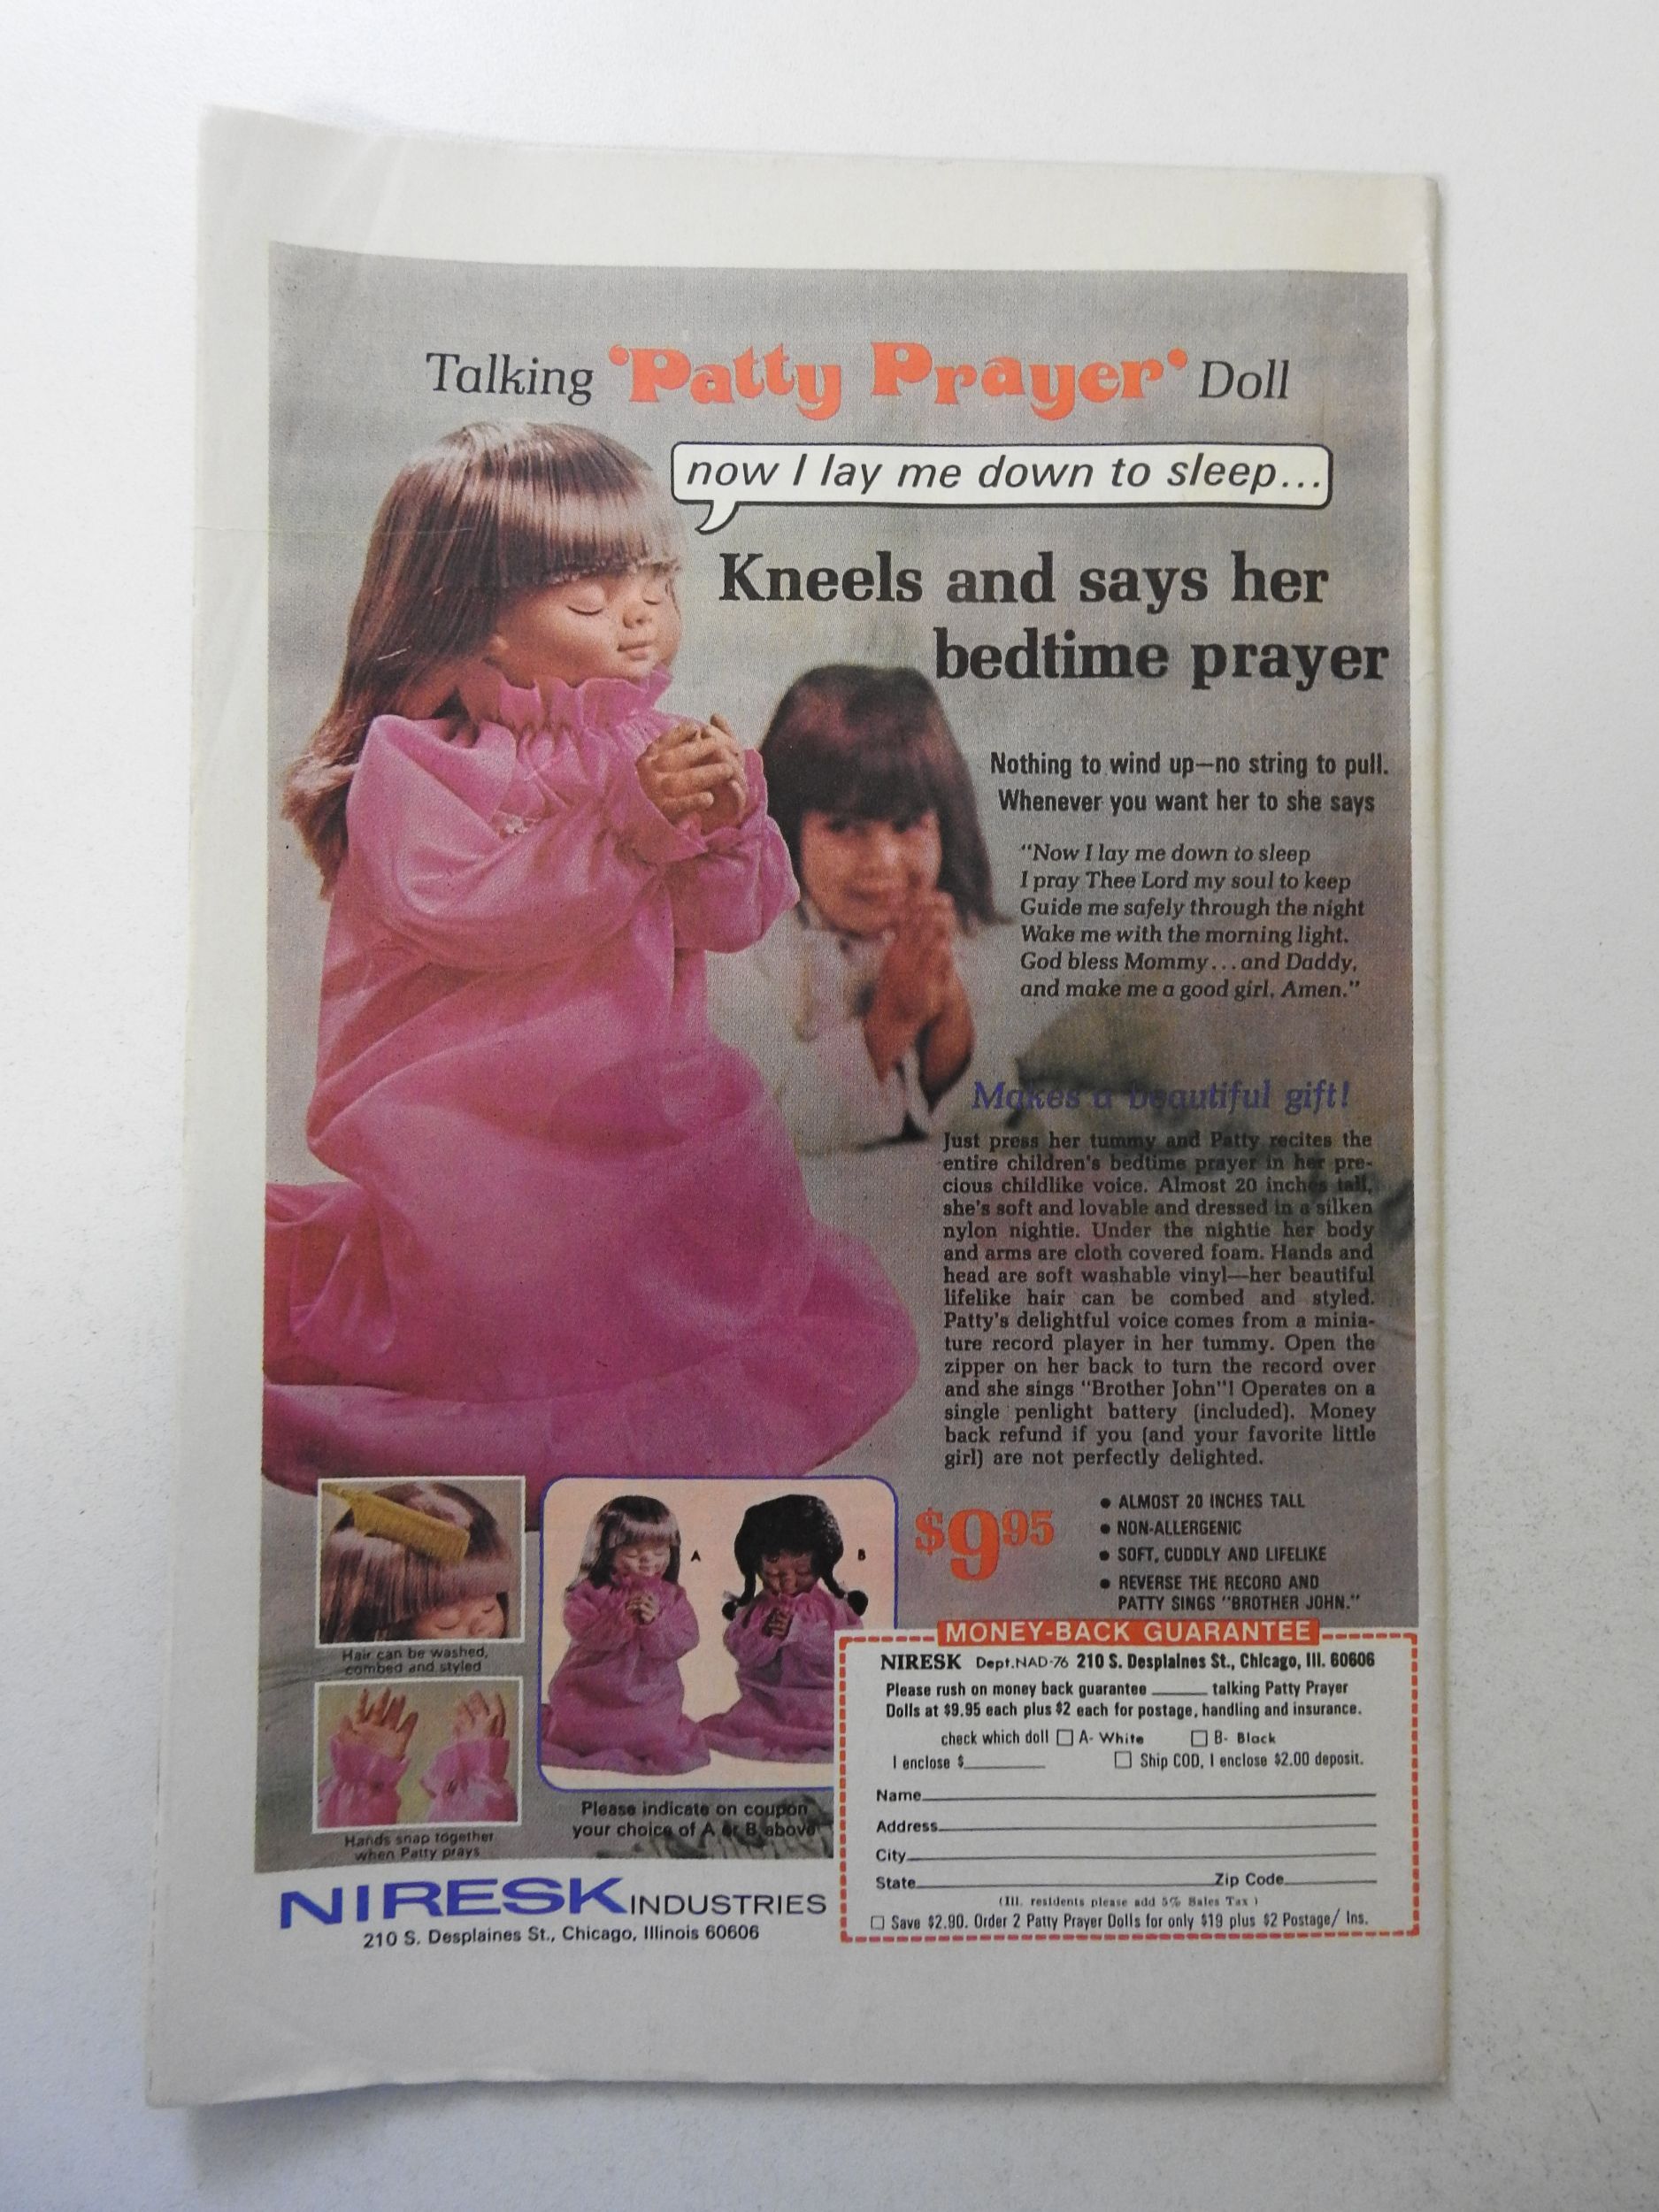 Talking 'Patty Prayer' Doll
now I lay me down to sleep...
Kneels and says her
bedtime prayer
Nothing to wind up—no string to pull.
Whenever you want her to she says
"Now I lay me down to sleep
I pray Thee Lord my soul to keep
Guide me safely through the night
Wake me with the morning light.
God bless Mommy...and Daddy,
and make me a good girl, Amen."
Makes a beautiful gift!
Just press her tummy and Patty recites the
entire children's bedtime prayer in her pre-
cious childlike voice. Almost 20 inches tall,
she's soft and lovable and dressed in a silken
nylon nightie. Under the nightie her body
and arms are cloth covered foam. Hands and
head are soft washable vinyl—her beautiful
lifelike hair can be combed and styled.
Patty's delightful voice comes from a minia-
ture record player in her tummy. Open the
zipper on her back to turn the record over
and she sings "Brother John"! Operates on a
single penlight battery (included). Money
back refund if you (and your favorite little
girl) are not perfectly delighted.
$9.95
● ALMOST 20 INCHES TALL
● NON-ALLERGENIC
● SOFT, CUDDLY AND LIFELIKE
● REVERSE THE RECORD AND
PATTY SINGS "BROTHER JOHN."
Hair can be washed,
combed and styled
Hands snap together
when Patty prays
A
B
Please indicate on coupon
your choice of A or B above
NIRESK INDUSTRIES
210 S. Desplaines St., Chicago, Illinois 60606
MONEY-BACK GUARANTEE
NIRESK Dept. NAD-76 210 S. Desplaines St., Chicago, Ill. 60606
Please rush on money back guarantee ______ talking Patty Prayer
Dolls at $9.95 each plus $2 each for postage, handling and insurance.
check which doll □ A- White □ B- Black
I enclose $________ □ Ship COD, I enclose $2.00 deposit.
Name
Address
City
State Zip Code
(Ill. residents please add 5% Sales Tax)
□ Save $2.90. Order 2 Patty Prayer Dolls for only $19 plus $2 Postage/ Ins.